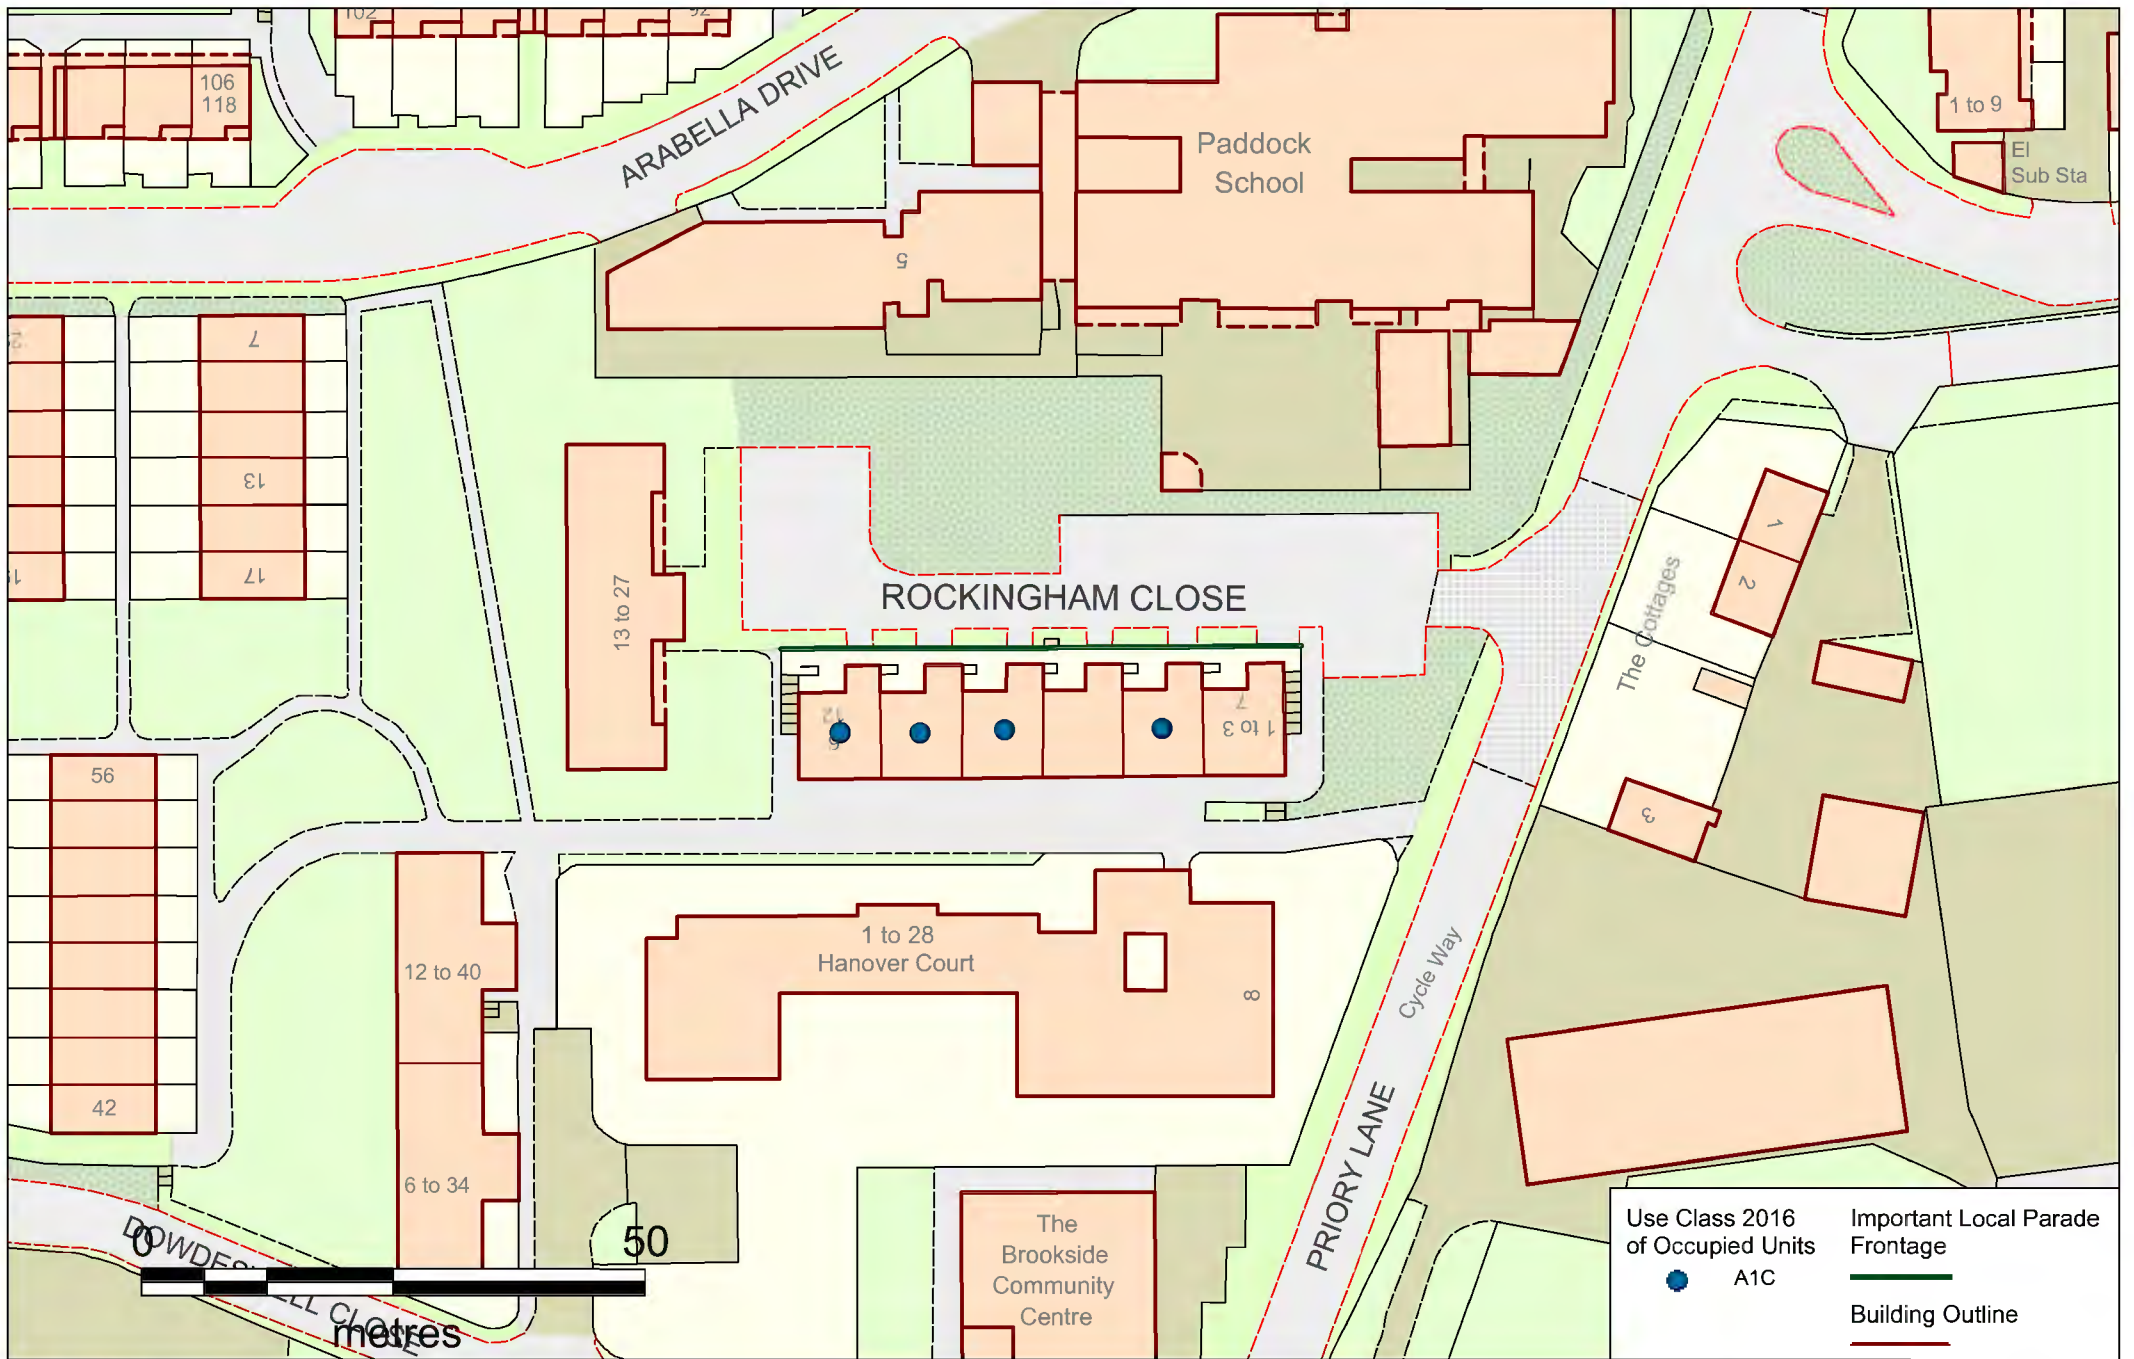 102
92
106
118
ARABELLA DRIVE
Paddock
School
1 to 9
El
Sub Sta
5
7
13
17
13 to 27
ROCKINGHAM CLOSE
The Cottages
1
2
3
12
6
7
1 to 3
56
42
12 to 40
6 to 34
1 to 28
Hanover Court
8
Cycle Way
PRIORY LANE
The
Brookside
Community
Centre
DOWDESWELL CLOSE
0
50
metres
Use Class 2016
of Occupied Units
A1C
Important Local Parade
Frontage
Building Outline